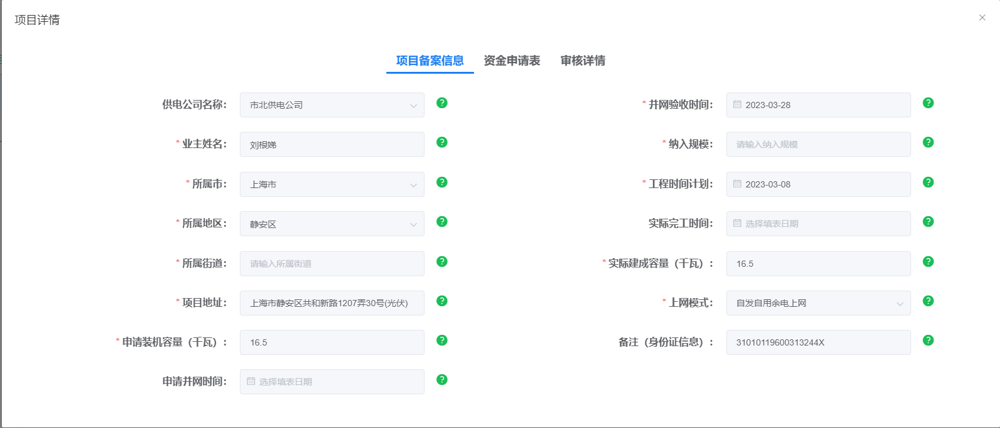 项目详情
项目备案信息 资金申请表 审核详情
供电公司名称： 市北供电公司
* 并网验收时间： 2023-03-28
* 业主姓名： 刘根娣
* 纳入规模： 请输入纳入规模
* 所属市： 上海市
* 工程时间计划： 2023-03-08
* 所属地区： 静安区
实际完工时间： 选择填表日期
* 所属街道： 请输入所属街道
* 实际建成容量（千瓦）： 16.5
* 项目地址： 上海市静安区共和新路1207弄30号(光伏)
* 上网模式： 自发自用余电上网
* 申请装机容量（千瓦）： 16.5
备注（身份证信息）： 31010119600313244X
申请并网时间： 选择填表日期